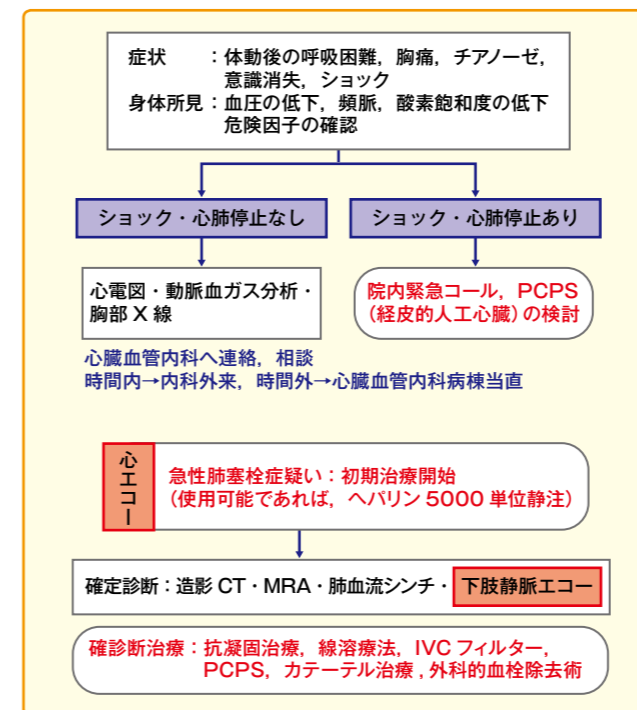 症状　　：体動後の呼吸困難，胸痛，チアノーゼ，
意識消失，ショック
身体所見：血圧の低下，頻脈，酸素飽和度の低下
危険因子の確認
ショック・心肺停止なし
ショック・心肺停止あり
心電図・動脈血ガス分析・
胸部 X 線
院内緊急コール，PCPS
（経皮的人工心臓）の検討
心臓血管内科へ連絡，相談
時間内→内科外来，時間外→心臓血管内科病棟当直
心エコー
急性肺塞栓症疑い：初期治療開始
（使用可能であれば，ヘパリン 5000 単位静注）
確定診断：造影 CT・MRA・肺血流シンチ・下肢静脈エコー
確診断治療：抗凝固治療，線溶療法，IVC フィルター，
PCPS，カテーテル治療，外科的血栓除去術